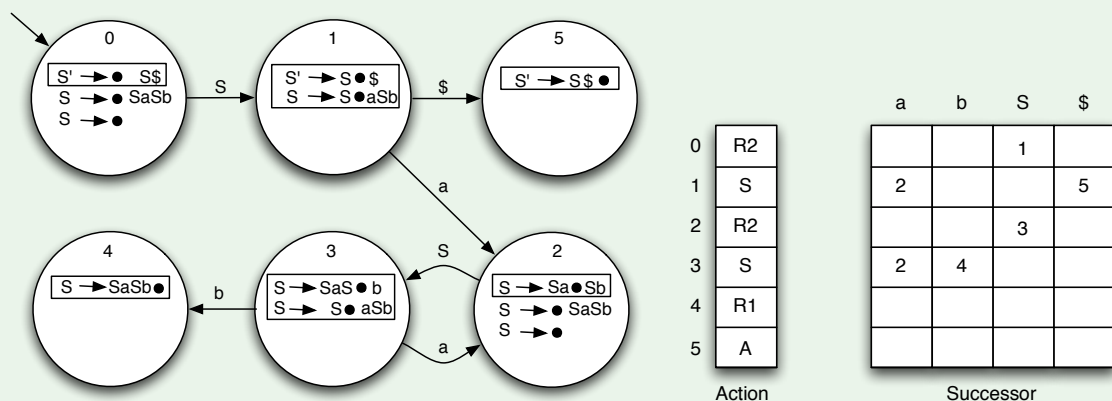 0
S' → ● S$
S → ● SaSb
S → ●
S
1
S' → S ● $
S → S ● aSb
$
5
S' → S $ ●
a
4
S → SaSb ●
b
3
S → SaS ● b
S → S ● aSb
S
a
2
S → Sa ● Sb
S → ● SaSb
S → ●
0 R2
1 S
2 R2
3 S
4 R1
5 A
Action
a b S $
1
2 5
3
2 4
Successor